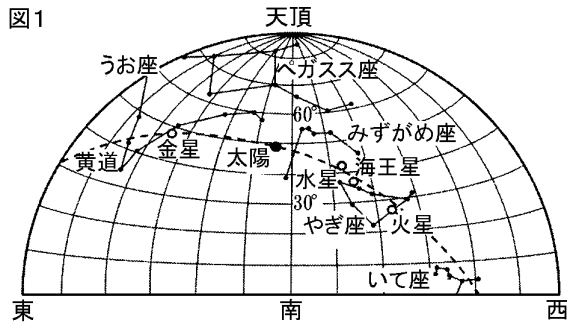 図1
天頂
うお座
ペガスス座
60°
みずがめ座
黄道
金星
太陽
水星
海王星
30°
やぎ座
火星
いて座
東
南
西